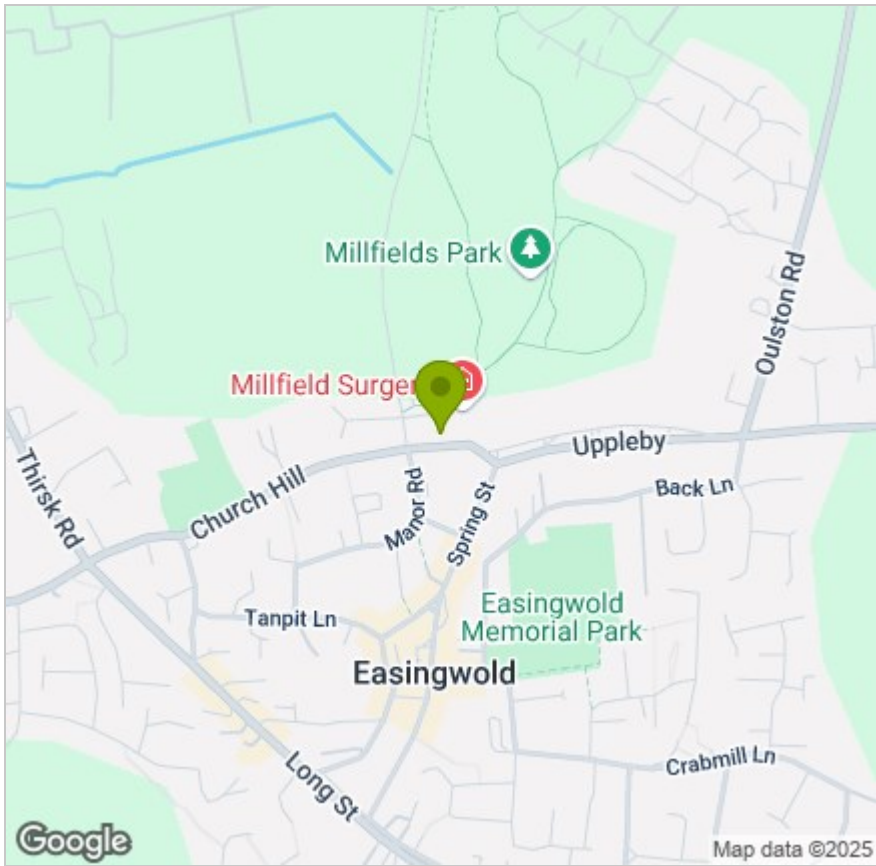 Millfields Park
Oulston Rd
Millfield Surger
Uppleby
Thirsk Rd
Church Hill
Manor Rd
Spring St
Back Ln
Easingwold
Memorial Park
Tanpit Ln
Easingwold
Long St
Crabmill Ln
Google
Map data ©2025